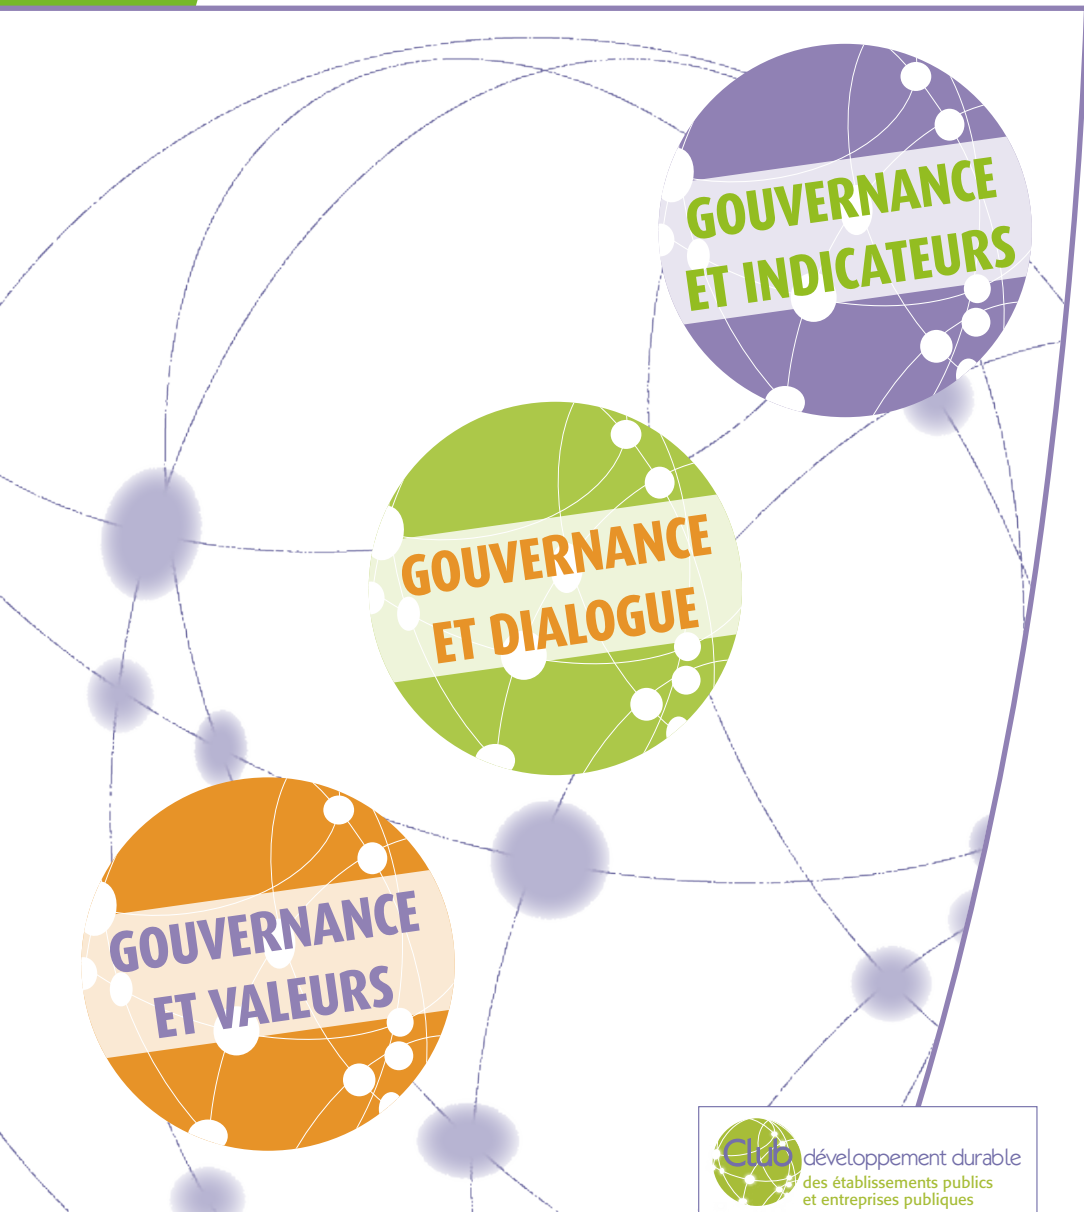 GOUVERNANCE
ET INDICATEURS
GOUVERNANCE
ET DIALOGUE
GOUVERNANCE
ET VALEURS
Club développement durable
des établissements publics
et entreprises publiques